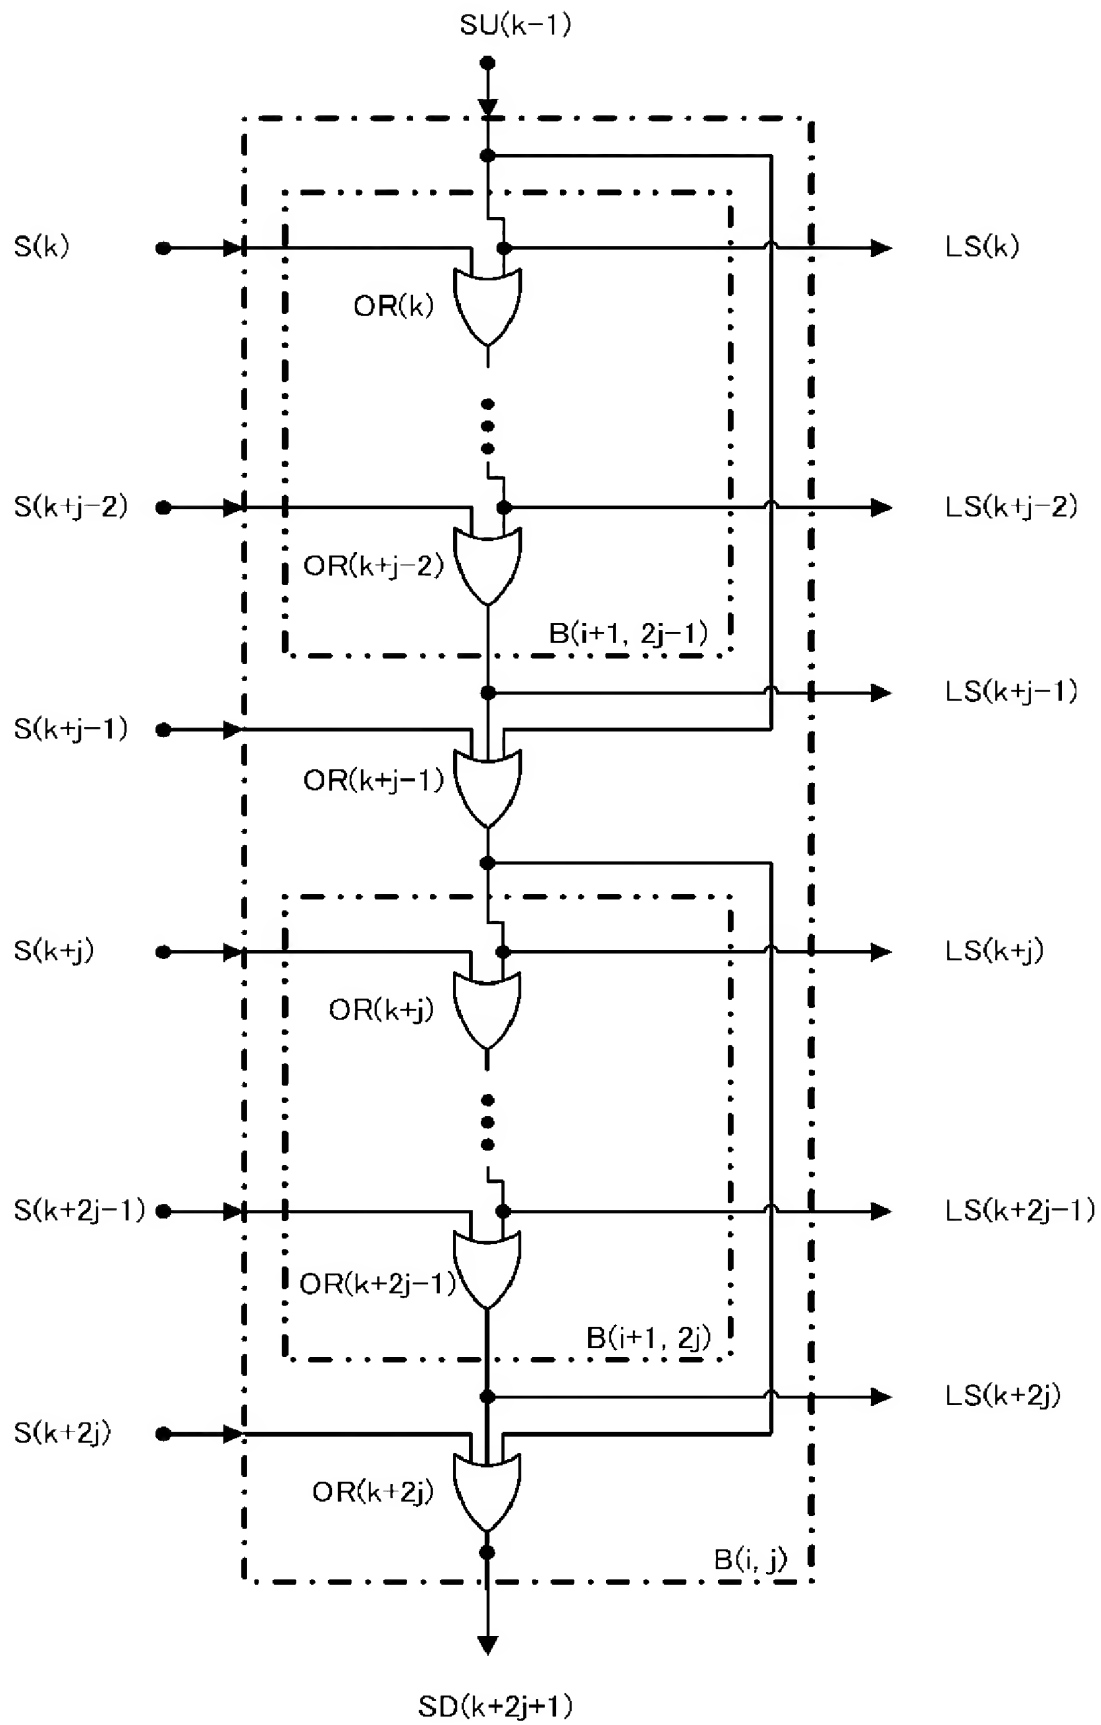 SU(k-1)
S(k)
LS(k)
OR(k)
S(k+j-2)
LS(k+j-2)
OR(k+j-2)
B(i+1, 2j-1)
LS(k+j-1)
S(k+j-1)
OR(k+j-1)
S(k+j)
LS(k+j)
OR(k+j)
S(k+2j-1)
LS(k+2j-1)
OR(k+2j-1)
B(i+1, 2j)
LS(k+2j)
S(k+2j)
OR(k+2j)
B(i, j)
SD(k+2j+1)